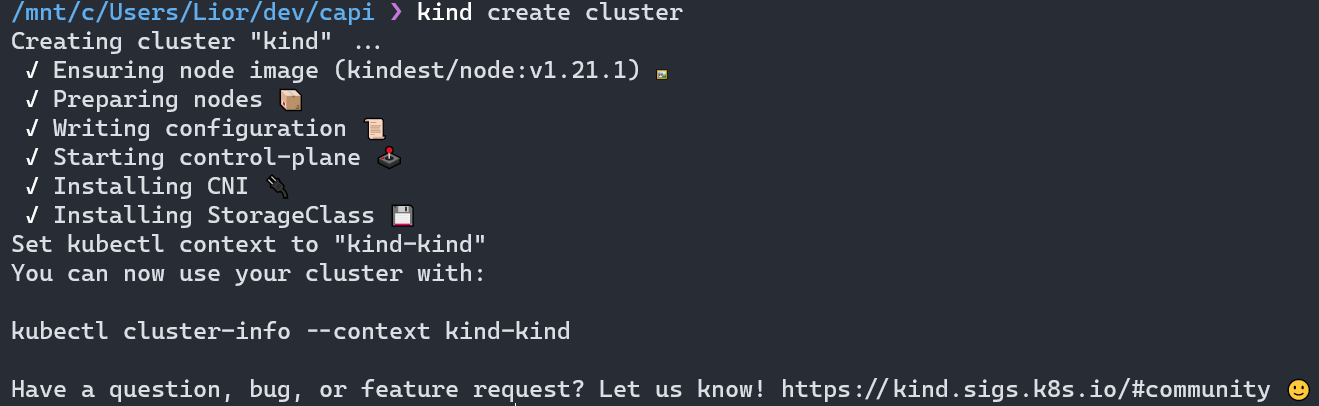 /mnt/c/Users/Lior/dev/capi ❯ kind create cluster
Creating cluster "kind" ...
✓ Ensuring node image (kindest/node:v1.21.1) 🖼
✓ Preparing nodes 📦
✓ Writing configuration 📜
✓ Starting control-plane 🕹️
✓ Installing CNI 🔌
✓ Installing StorageClass 💾
Set kubectl context to "kind-kind"
You can now use your cluster with:
kubectl cluster-info --context kind-kind
Have a question, bug, or feature request? Let us know! https://kind.sigs.k8s.io/#community 🙂